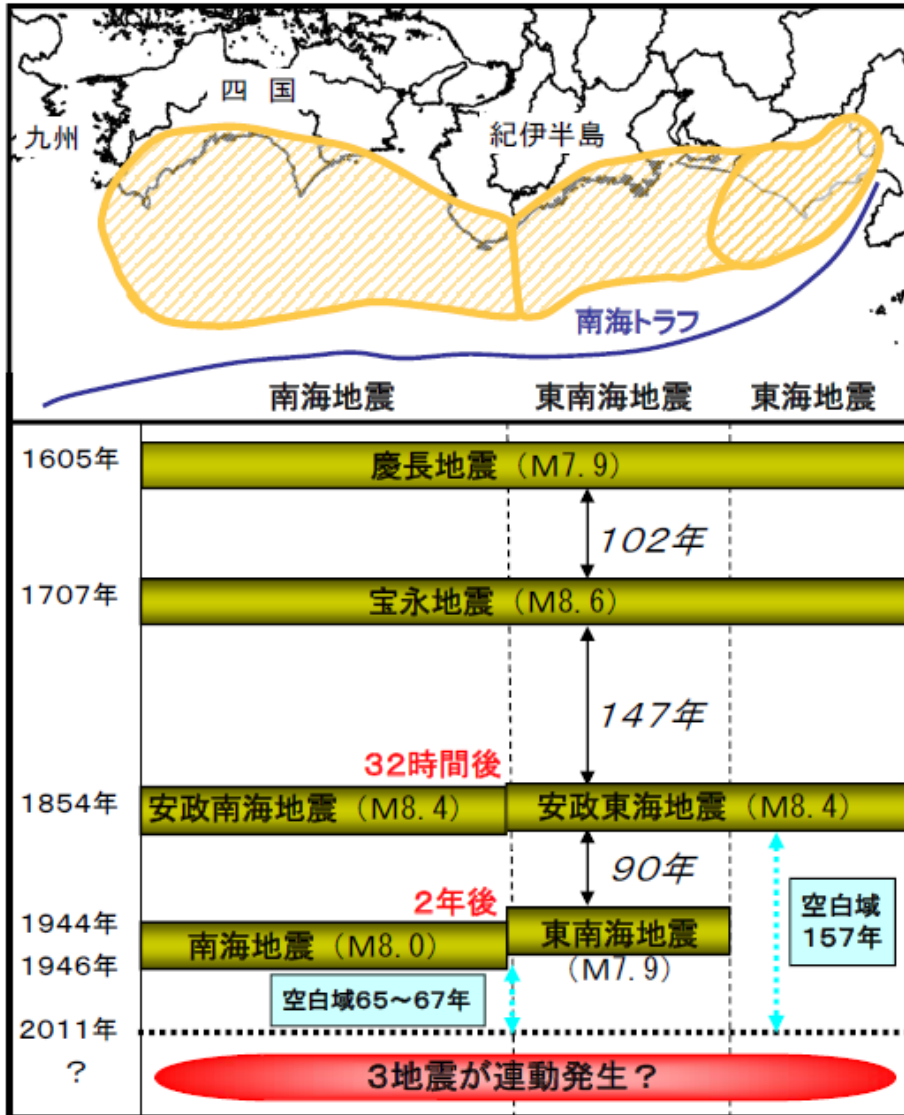 四 国
九州
紀伊半島
南海トラフ
南海地震
東南海地震
東海地震
1605年
慶長地震（M7.9）
102年
1707年
宝永地震（M8.6）
147年
32時間後
1854年
安政南海地震（M8.4）
安政東海地震（M8.4）
90年
2年後
空白域
157年
1944年
南海地震（M8.0）
東南海地震
（M7.9）
1946年
空白域65～67年
2011年
？
３地震が連動発生？